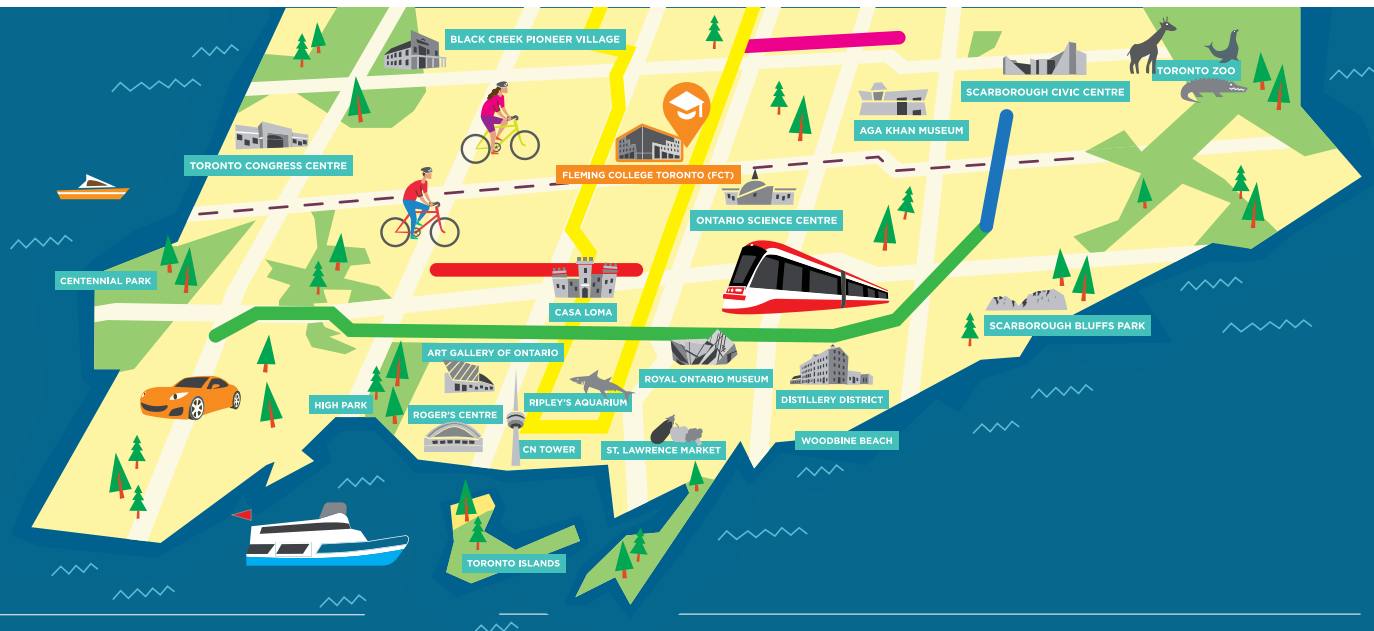 BLACK CREEK PIONEER VILLAGE
TORONTO ZOO
SCARBOROUGH CIVIC CENTRE
AGA KHAN MUSEUM
TORONTO CONGRESS CENTRE
FLEMING COLLEGE TORONTO (FCT)
ONTARIO SCIENCE CENTRE
CENTENNIAL PARK
CASA LOMA
SCARBOROUGH BLUFFS PARK
ART GALLERY OF ONTARIO
ROYAL ONTARIO MUSEUM
DISTILLERY DISTRICT
RIPLEY'S AQUARIUM
HIGH PARK
ROGER'S CENTRE
WOODBINE BEACH
CN TOWER
ST. LAWRENCE MARKET
TORONTO ISLANDS